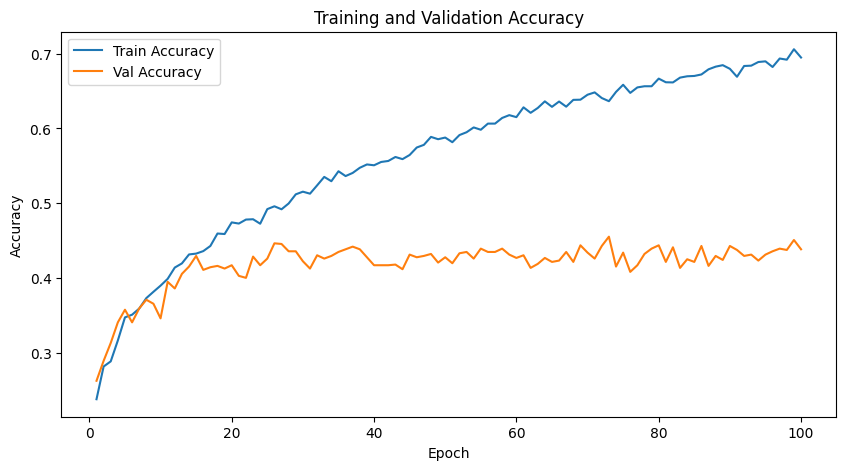 Training and Validation Accuracy
Train Accuracy
Val Accuracy
Accuracy
0.7
0.6
0.5
0.4
0.3
0
20
40
60
80
100
Epoch